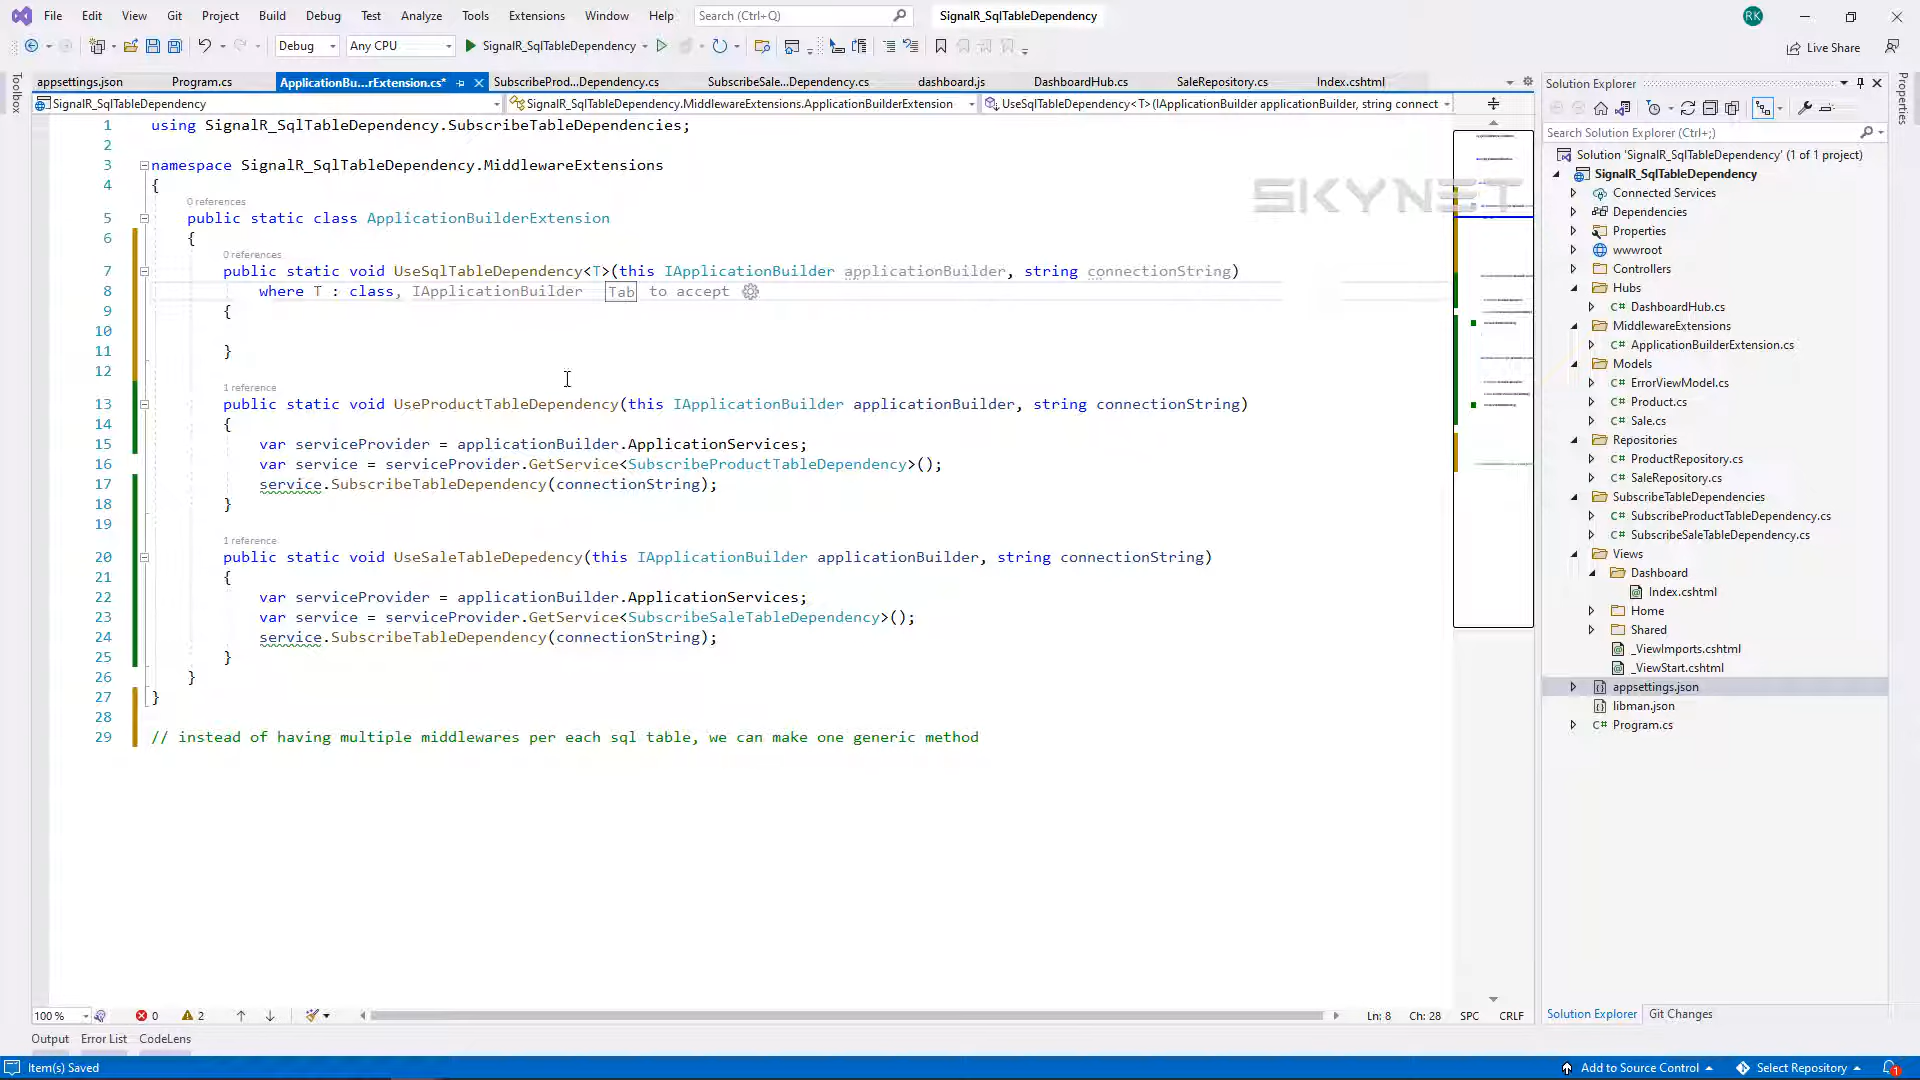 File Edit View Git Project Build Debug Test Analyze Tools Extensions Window Help Search (Ctrl+Q) SignalR_SqlTableDependency RK
Debug Any CPU SignalR_SqlTableDependency Live Share
appsettings.json Program.cs ApplicationBu...rExtension.cs* SubscribeProd...Dependency.cs SubscribeSale...Dependency.cs dashboard.js DashboardHub.cs SaleRepository.cs Index.cshtml
SignalR_SqlTableDependency SignalR_SqlTableDependency.MiddlewareExtensions.ApplicationBuilderExtension UseSqlTableDependency<T>(IApplicationBuilder applicationBuilder, string connect
Toolbox
1 using SignalR_SqlTableDependency.SubscribeTableDependencies;
2
3 namespace SignalR_SqlTableDependency.MiddlewareExtensions
4 {
0 references
5 public static class ApplicationBuilderExtension
6 {
0 references
7 public static void UseSqlTableDependency<T>(this IApplicationBuilder applicationBuilder, string connectionString)
8 where T : class, IApplicationBuilder Tab to accept
9 {
10
11 }
12
1 reference
13 public static void UseProductTableDependency(this IApplicationBuilder applicationBuilder, string connectionString)
14 {
15 var serviceProvider = applicationBuilder.ApplicationServices;
16 var service = serviceProvider.GetService<SubscribeProductTableDependency>();
17 service.SubscribeTableDependency(connectionString);
18 }
19
1 reference
20 public static void UseSaleTableDepedency(this IApplicationBuilder applicationBuilder, string connectionString)
21 {
22 var serviceProvider = applicationBuilder.ApplicationServices;
23 var service = serviceProvider.GetService<SubscribeSaleTableDependency>();
24 service.SubscribeTableDependency(connectionString);
25 }
26 }
27 }
28
29 // instead of having multiple middlewares per each sql table, we can make one generic method
SKYNET
100 % 0 2 Ln: 8 Ch: 28 SPC CRLF
Output Error List CodeLens
Solution Explorer
Search Solution Explorer (Ctrl+;)
Solution 'SignalR_SqlTableDependency' (1 of 1 project)
SignalR_SqlTableDependency
Connected Services
Dependencies
Properties
wwwroot
Controllers
Hubs
C# DashboardHub.cs
MiddlewareExtensions
C# ApplicationBuilderExtension.cs
Models
C# ErrorViewModel.cs
C# Product.cs
C# Sale.cs
Repositories
C# ProductRepository.cs
C# SaleRepository.cs
SubscribeTableDependencies
C# SubscribeProductTableDependency.cs
C# SubscribeSaleTableDependency.cs
Views
Dashboard
Index.cshtml
Home
Shared
_ViewImports.cshtml
_ViewStart.cshtml
appsettings.json
libman.json
C# Program.cs
Solution Explorer Git Changes
Properties
Item(s) Saved Add to Source Control Select Repository 1